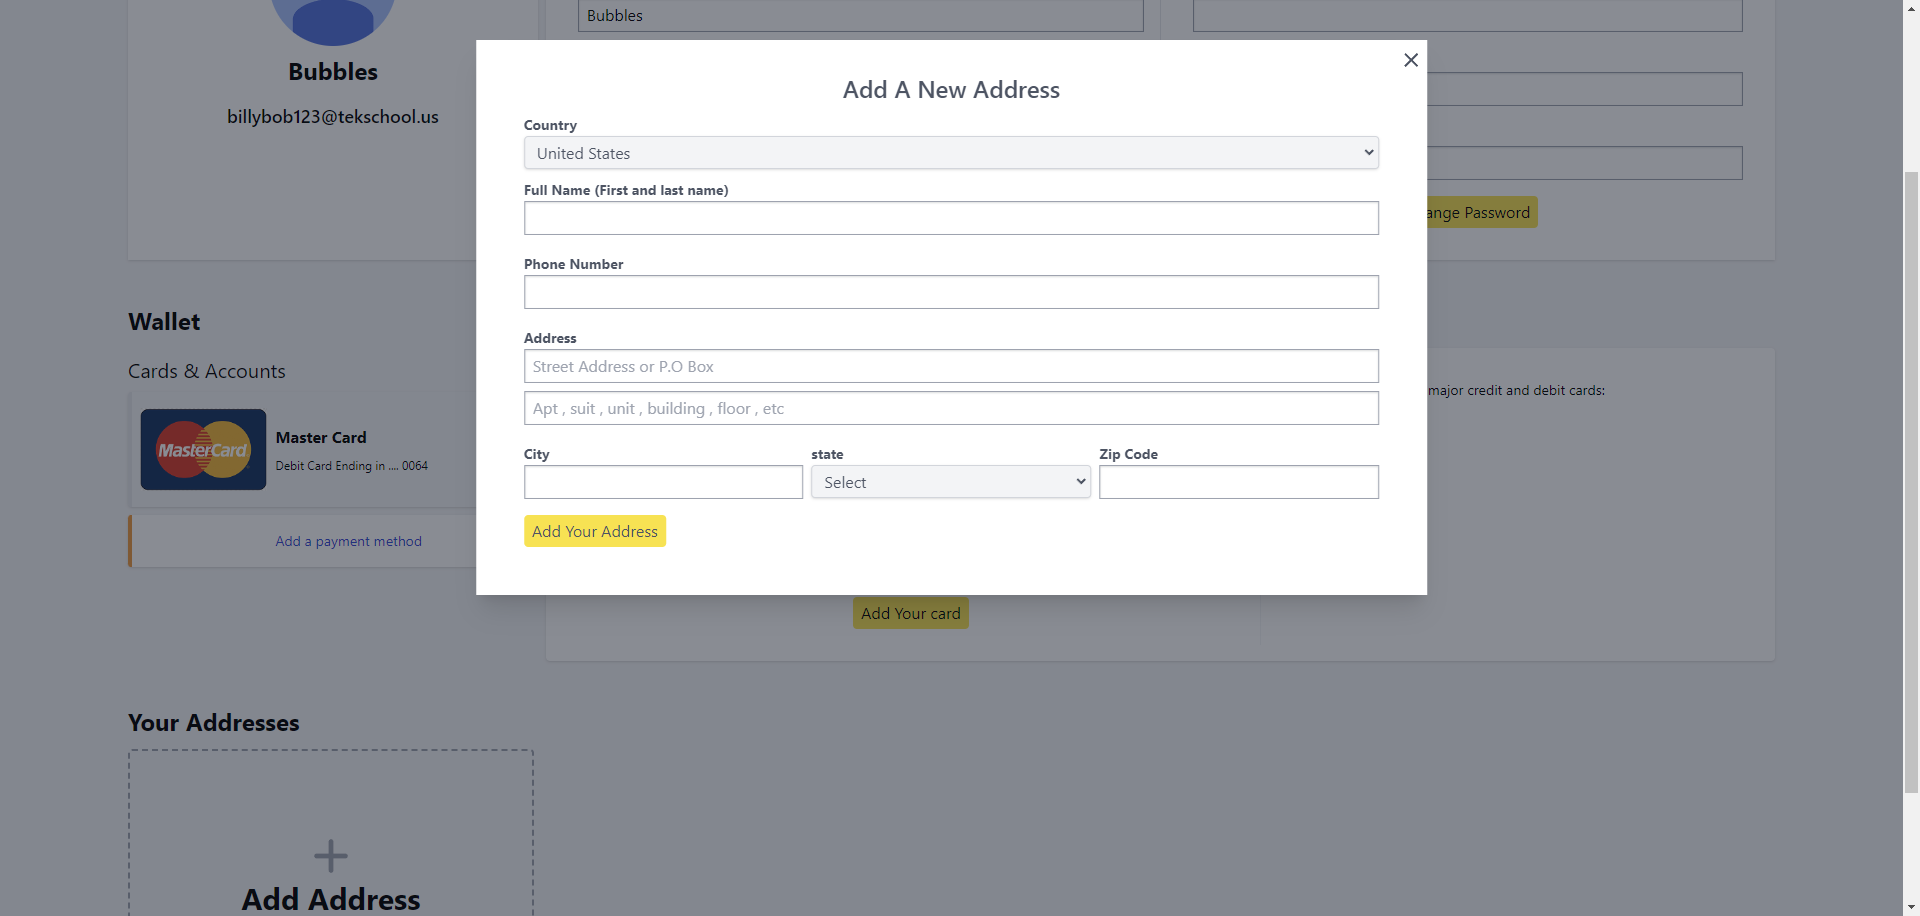 Bubbles
Bubbles
billybob123@tekschool.us
Add A New Address
Country
United States
Full Name (First and last name)
Phone Number
Address
Street Address or P.O Box
Apt , suit , unit , building , floor , etc
City
state
Zip Code
Select
Add Your Address
ange Password
Wallet
Cards & Accounts
MasterCard
Master Card
Debit Card Ending in .... 0064
Add a payment method
major credit and debit cards:
Add Your card
Your Addresses
Add Address